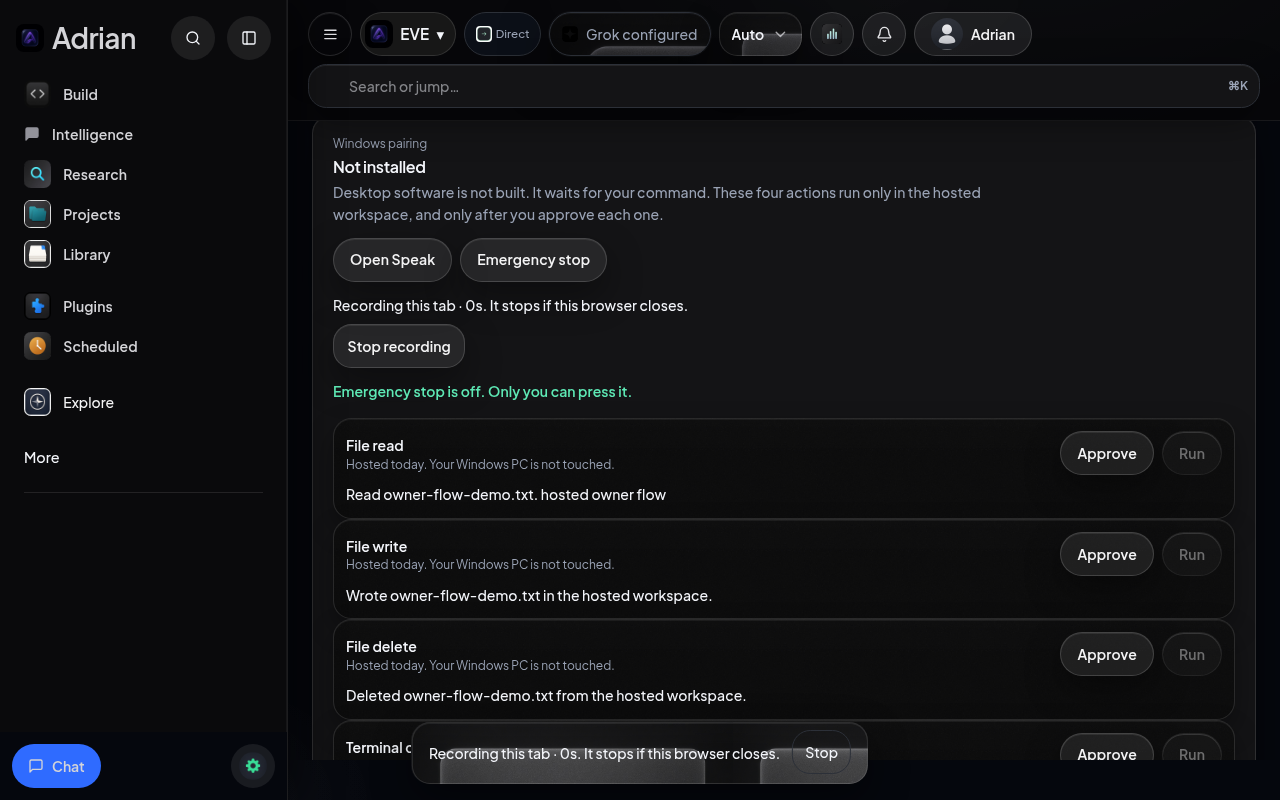 Adrian
Build
Intelligence
Research
Projects
Library
Plugins
Scheduled
Explore
More
Chat
EVE ▾
Direct
Grok configured
Auto
Adrian
Search or jump…
⌘K
Windows pairing
Not installed
Desktop software is not built. It waits for your command. These four actions run only in the hosted
workspace, and only after you approve each one.
Open Speak
Emergency stop
Recording this tab · 0s. It stops if this browser closes.
Stop recording
Emergency stop is off. Only you can press it.
File read
Hosted today. Your Windows PC is not touched.
Read owner-flow-demo.txt. hosted owner flow
Approve
Run
File write
Hosted today. Your Windows PC is not touched.
Wrote owner-flow-demo.txt in the hosted workspace.
Approve
Run
File delete
Hosted today. Your Windows PC is not touched.
Deleted owner-flow-demo.txt from the hosted workspace.
Approve
Run
Terminal
Approve
Run
Recording this tab · 0s. It stops if this browser closes.
Stop